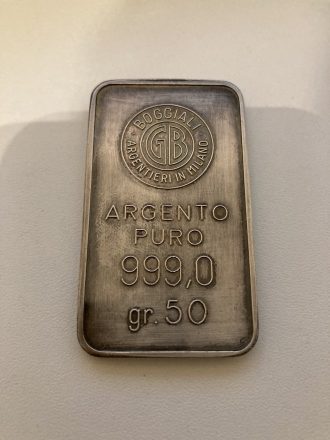 BOGGIALI
GB
ARGENTIERI IN MILANO
ARGENTO
PURO
999,0
gr. 50